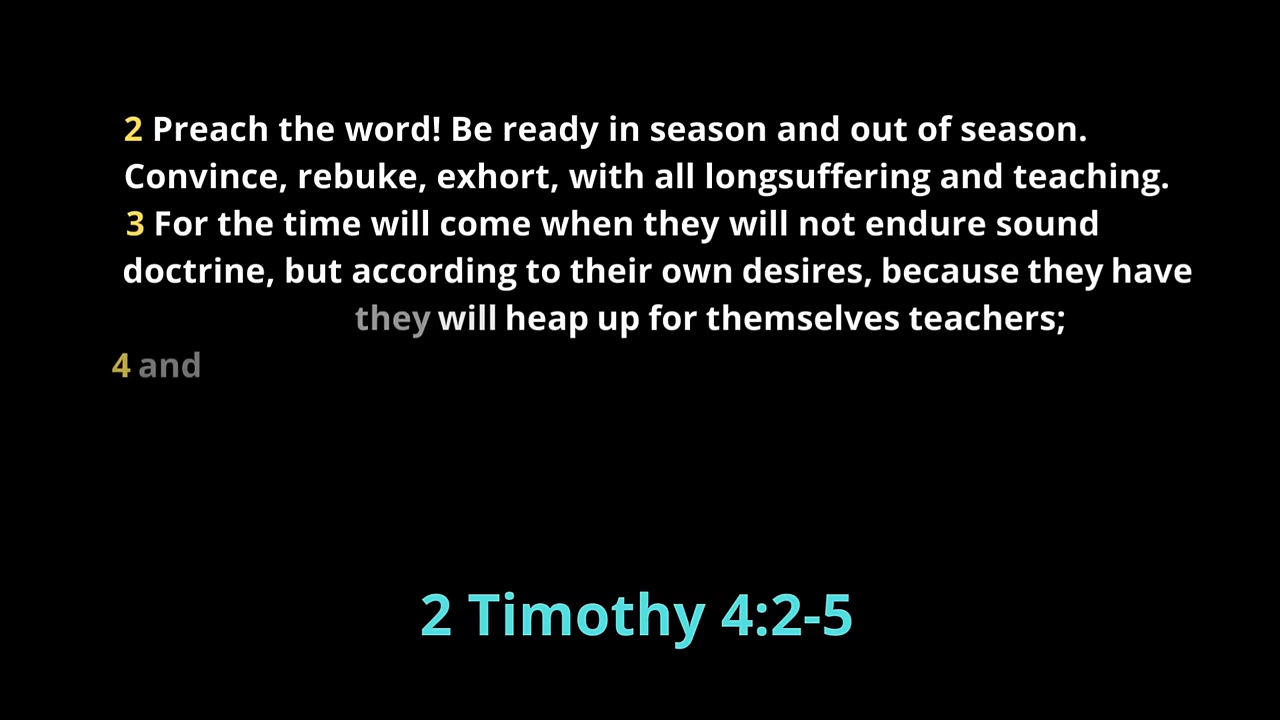 2 Preach the word! Be ready in season and out of season.
Convince, rebuke, exhort, with all longsuffering and teaching.
3 For the time will come when they will not endure sound
doctrine, but according to their own desires, because they have
they will heap up for themselves teachers;
4 and
2 Timothy 4:2-5